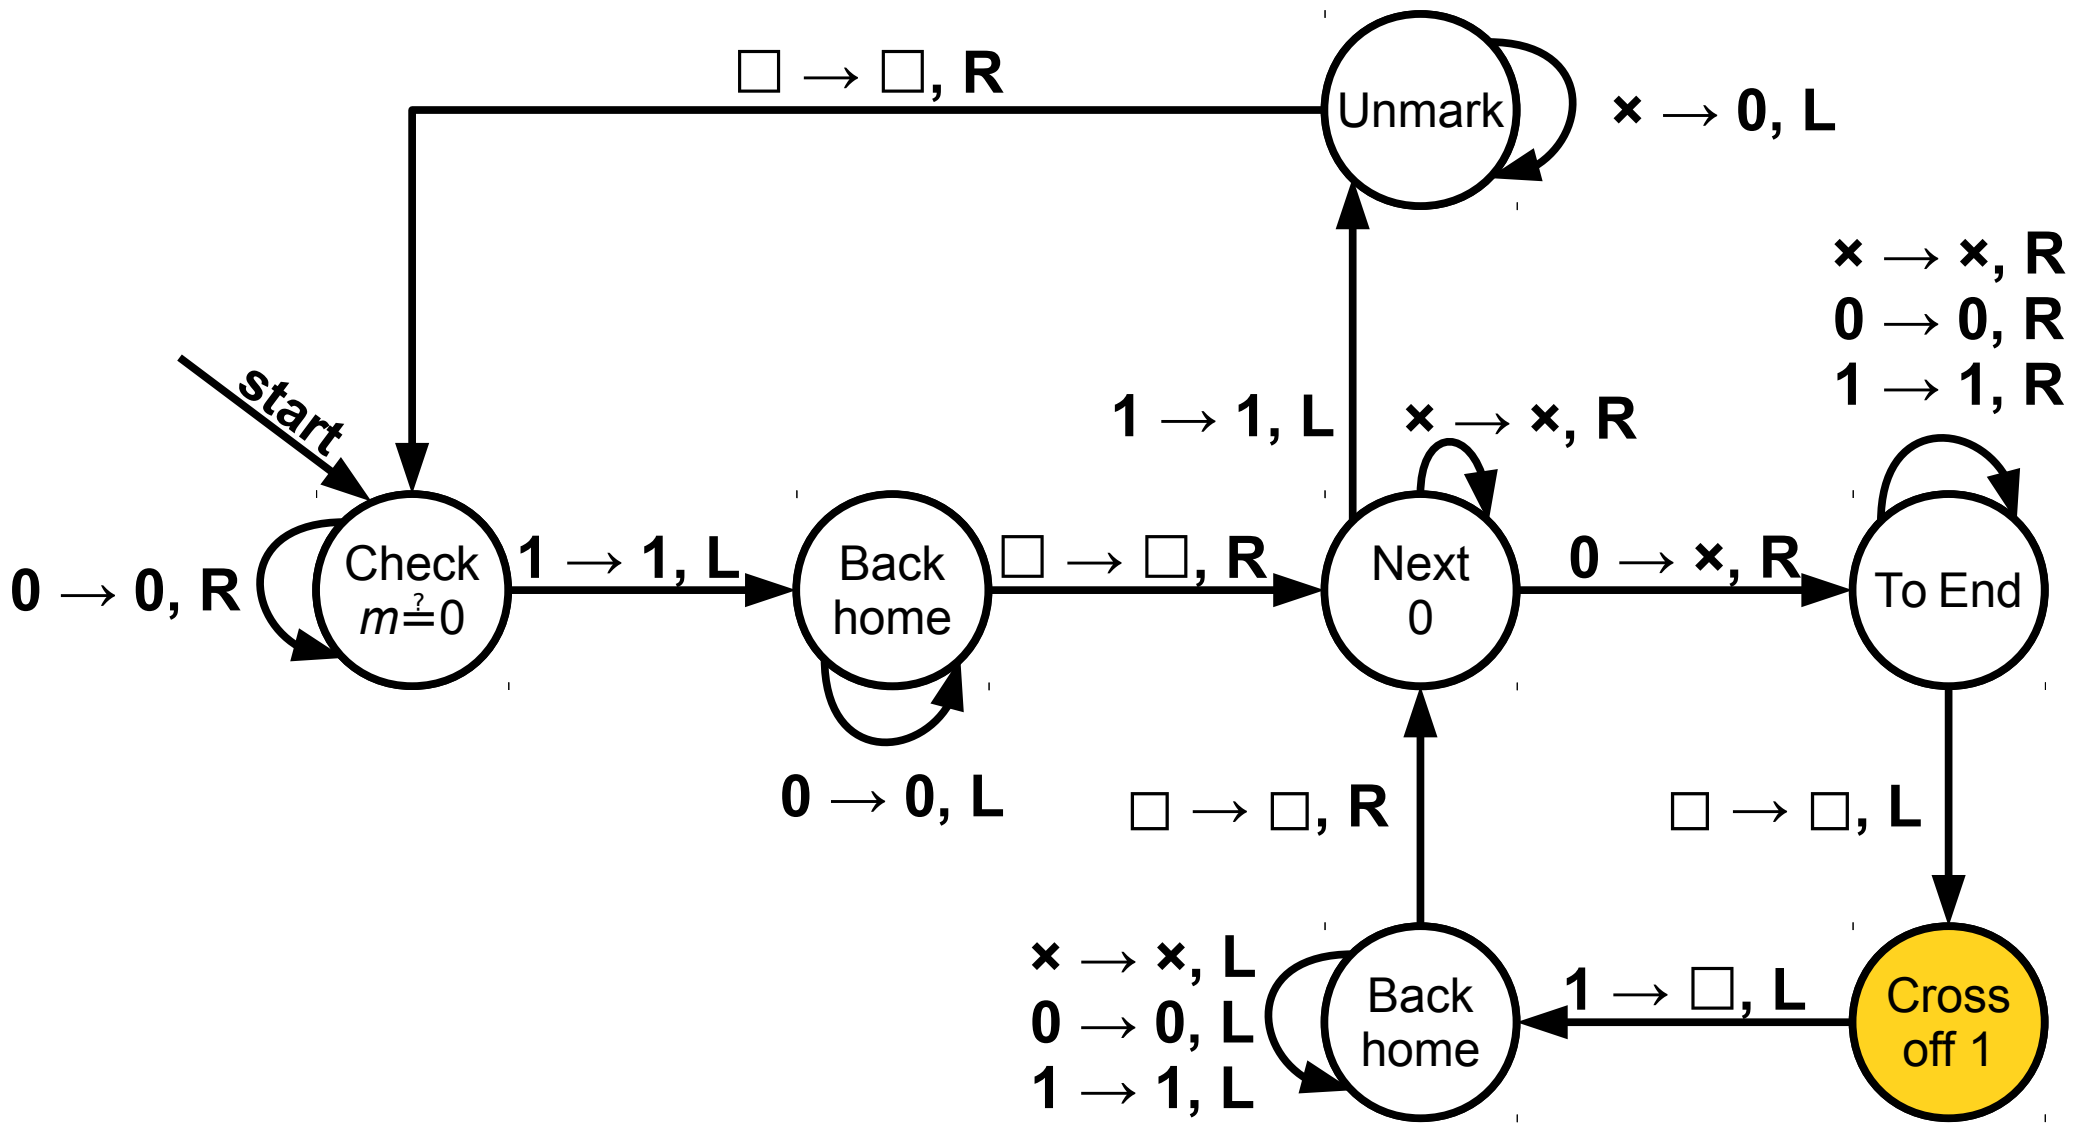 □ → □, R
Unmark
× → 0, L
× → ×, R
0 → 0, R
1 → 1, R
start
1 → 1, L
× → ×, R
0 → 0, R
Check
m ≟ 0
1 → 1, L
Back
home
□ → □, R
Next
0
0 → ×, R
To End
0 → 0, L
□ → □, R
□ → □, L
× → ×, L
0 → 0, L
1 → 1, L
Back
home
1 → □, L
Cross
off 1